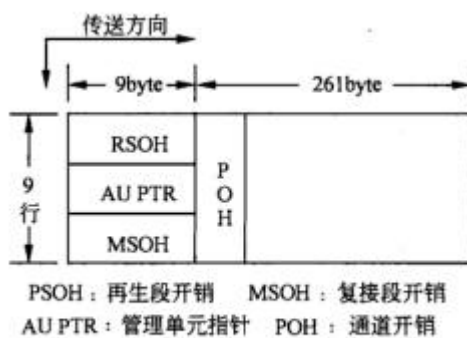 传送方向
9byte
261byte
RSOH
AU PTR
MSOH
POH
9行
PSOH：再生段开销 MSOH：复接段开销
AU PTR：管理单元指针 POH：通道开销